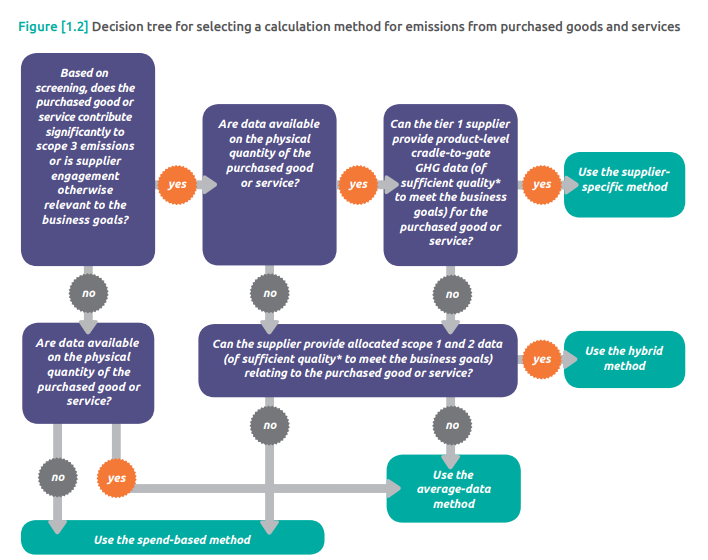 Figure [1.2] Decision tree for selecting a calculation method for emissions from purchased goods and services
Based on
screening, does the
purchased good or
service contribute
significantly to
scope 3 emissions
or is supplier
engagement
otherwise
relevant to the
business goals?
yes
Are data available
on the physical
quantity of the
purchased good
or service?
yes
Can the tier 1 supplier
provide product-level
cradle-to-gate
GHG data (of
sufficient quality*
to meet the business
goals) for the
purchased good or
service?
yes
Use the supplier-
specific method
no
no
no
Are data available
on the physical
quantity of the
purchased good or
service?
Can the supplier provide allocated scope 1 and 2 data
(of sufficient quality* to meet the business goals)
relating to the purchased good or service?
yes
Use the hybrid
method
no
no
no
yes
Use the
average-data
method
Use the spend-based method